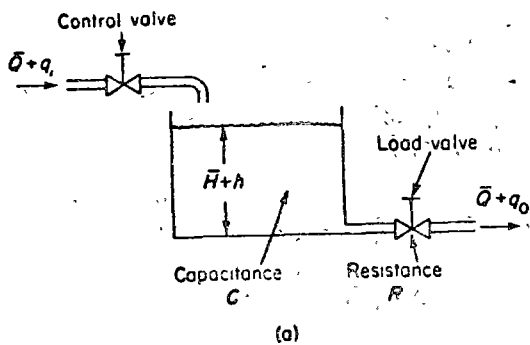 Control valve
Q̄ + qᵢ
Load valve
H̄ + h
Q̄ + q₀
Capacitance
C
Resistance
R
(a)